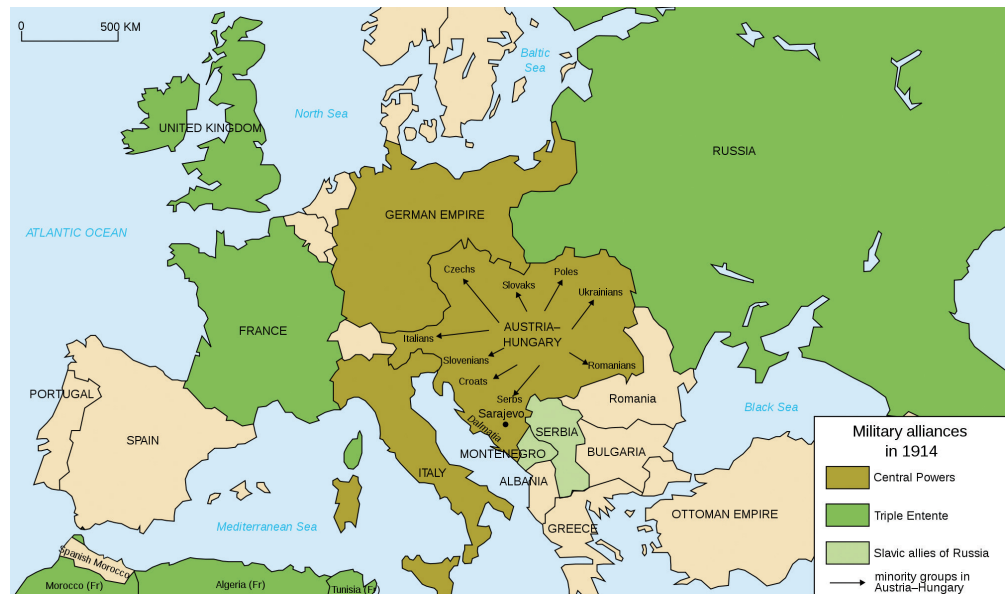 0
500 KM
Baltic
Sea
North Sea
UNITED KINGDOM
RUSSIA
GERMAN EMPIRE
ATLANTIC OCEAN
Czechs
Slovaks
Poles
Ukrainians
FRANCE
Italians
AUSTRIA–
HUNGARY
Slovenians
Romanians
Croats
Serbs
Romania
PORTUGAL
SPAIN
Sarajevo
Dalmatia
SERBIA
Black Sea
MONTENEGRO
BULGARIA
ITALY
ALBANIA
GREECE
OTTOMAN EMPIRE
Mediterranean Sea
Spanish Morocco
Morocco (Fr)
Algeria (Fr)
Tunisia (Fr)
Military alliances
in 1914
Central Powers
Triple Entente
Slavic allies of Russia
minority groups in
Austria–Hungary